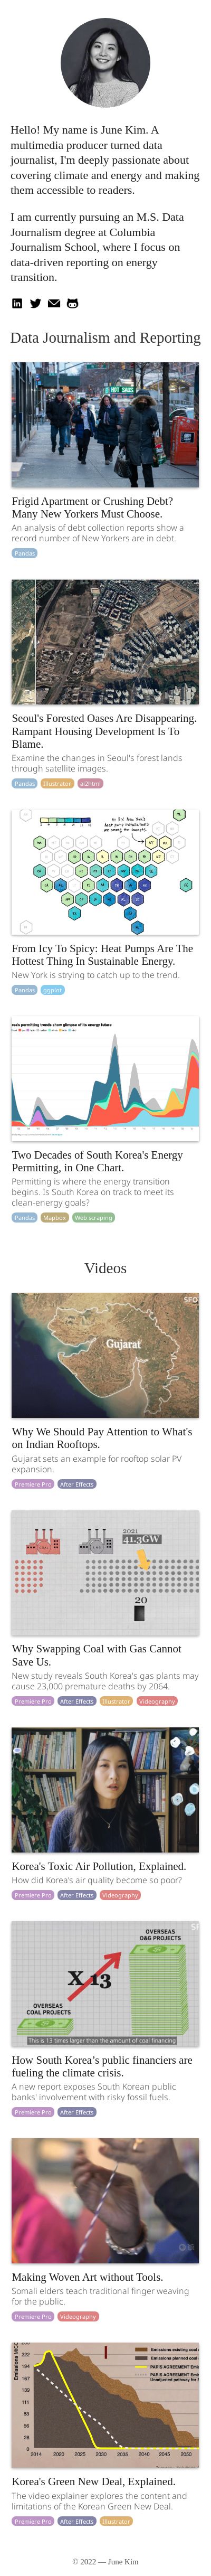 Hello! My name is June Kim. A
multimedia producer turned data
journalist, I'm deeply passionate about
covering climate and energy and making
them accessible to readers.
I am currently pursuing an M.S. Data
Journalism degree at Columbia
Journalism School, where I focus on
data-driven reporting on energy
transition.
Data Journalism and Reporting
Frigid Apartment or Crushing Debt?
Many New Yorkers Must Choose.
An analysis of debt collection reports show a
record number of New Yorkers are in debt.
Pandas
Seoul's Forested Oases Are Disappearing.
Rampant Housing Development Is To
Blame.
Examine the changes in Seoul's forest lands
through satellite images.
Pandas Illustrator ai2html
From Icy To Spicy: Heat Pumps Are The
Hottest Thing In Sustainable Energy.
New York is strying to catch up to the trend.
Pandas ggplot
Two Decades of South Korea's Energy
Permitting, in One Chart.
Permitting is where the energy transition
begins. Is South Korea on track to meet its
clean-energy goals?
Pandas Mapbox Web scraping
Videos
SFO
Gujarat
Why We Should Pay Attention to What's
on Indian Rooftops.
Gujarat sets an example for rooftop solar PV
expansion.
Premiere Pro After Effects
2021
41.3GW
20
Why Swapping Coal with Gas Cannot
Save Us.
New study reveals South Korea's gas plants may
cause 23,000 premature deaths by 2064.
Premiere Pro After Effects Illustrator Videography
Korea's Toxic Air Pollution, Explained.
How did Korea's air quality become so poor?
Premiere Pro After Effects Videography
OVERSEAS
O&G PROJECTS
X 13
OVERSEAS
COAL PROJECTS
This is 13 times larger than the amount of coal financing
How South Korea’s public financiers are
fueling the climate crisis.
A new report exposes South Korean public
banks' involvement with risky fossil fuels.
Premiere Pro After Effects
Making Woven Art without Tools.
Somali elders teach traditional finger weaving
for the public.
Premiere Pro Videography
Korea's Green New Deal, Explained.
The video explainer explores the content and
limitations of the Korean Green New Deal.
Premiere Pro After Effects Illustrator
© 2022 — June Kim